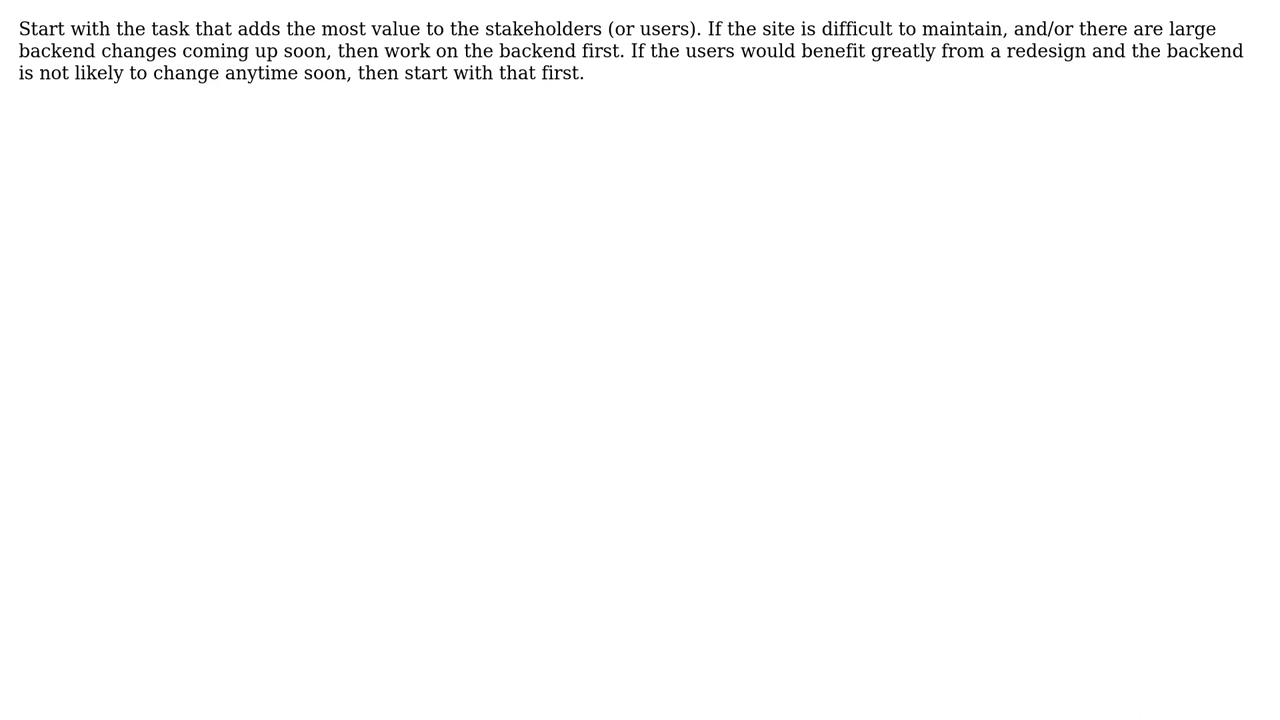 Start with the task that adds the most value to the stakeholders (or users). If the site is difficult to maintain, and/or there are large
backend changes coming up soon, then work on the backend first. If the users would benefit greatly from a redesign and the backend
is not likely to change anytime soon, then start with that first.